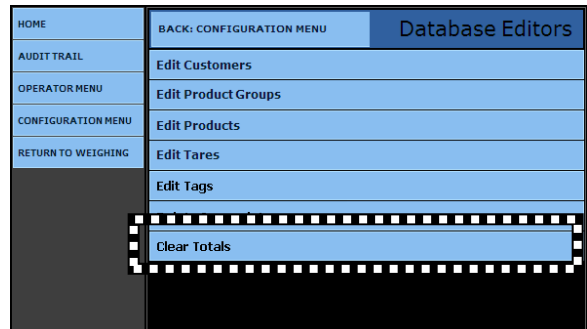 HOME
BACK: CONFIGURATION MENU
Database Editors
AUDIT TRAIL
OPERATOR MENU
CONFIGURATION MENU
RETURN TO WEIGHING
Edit Customers
Edit Product Groups
Edit Products
Edit Tares
Edit Tags
Clear Totals